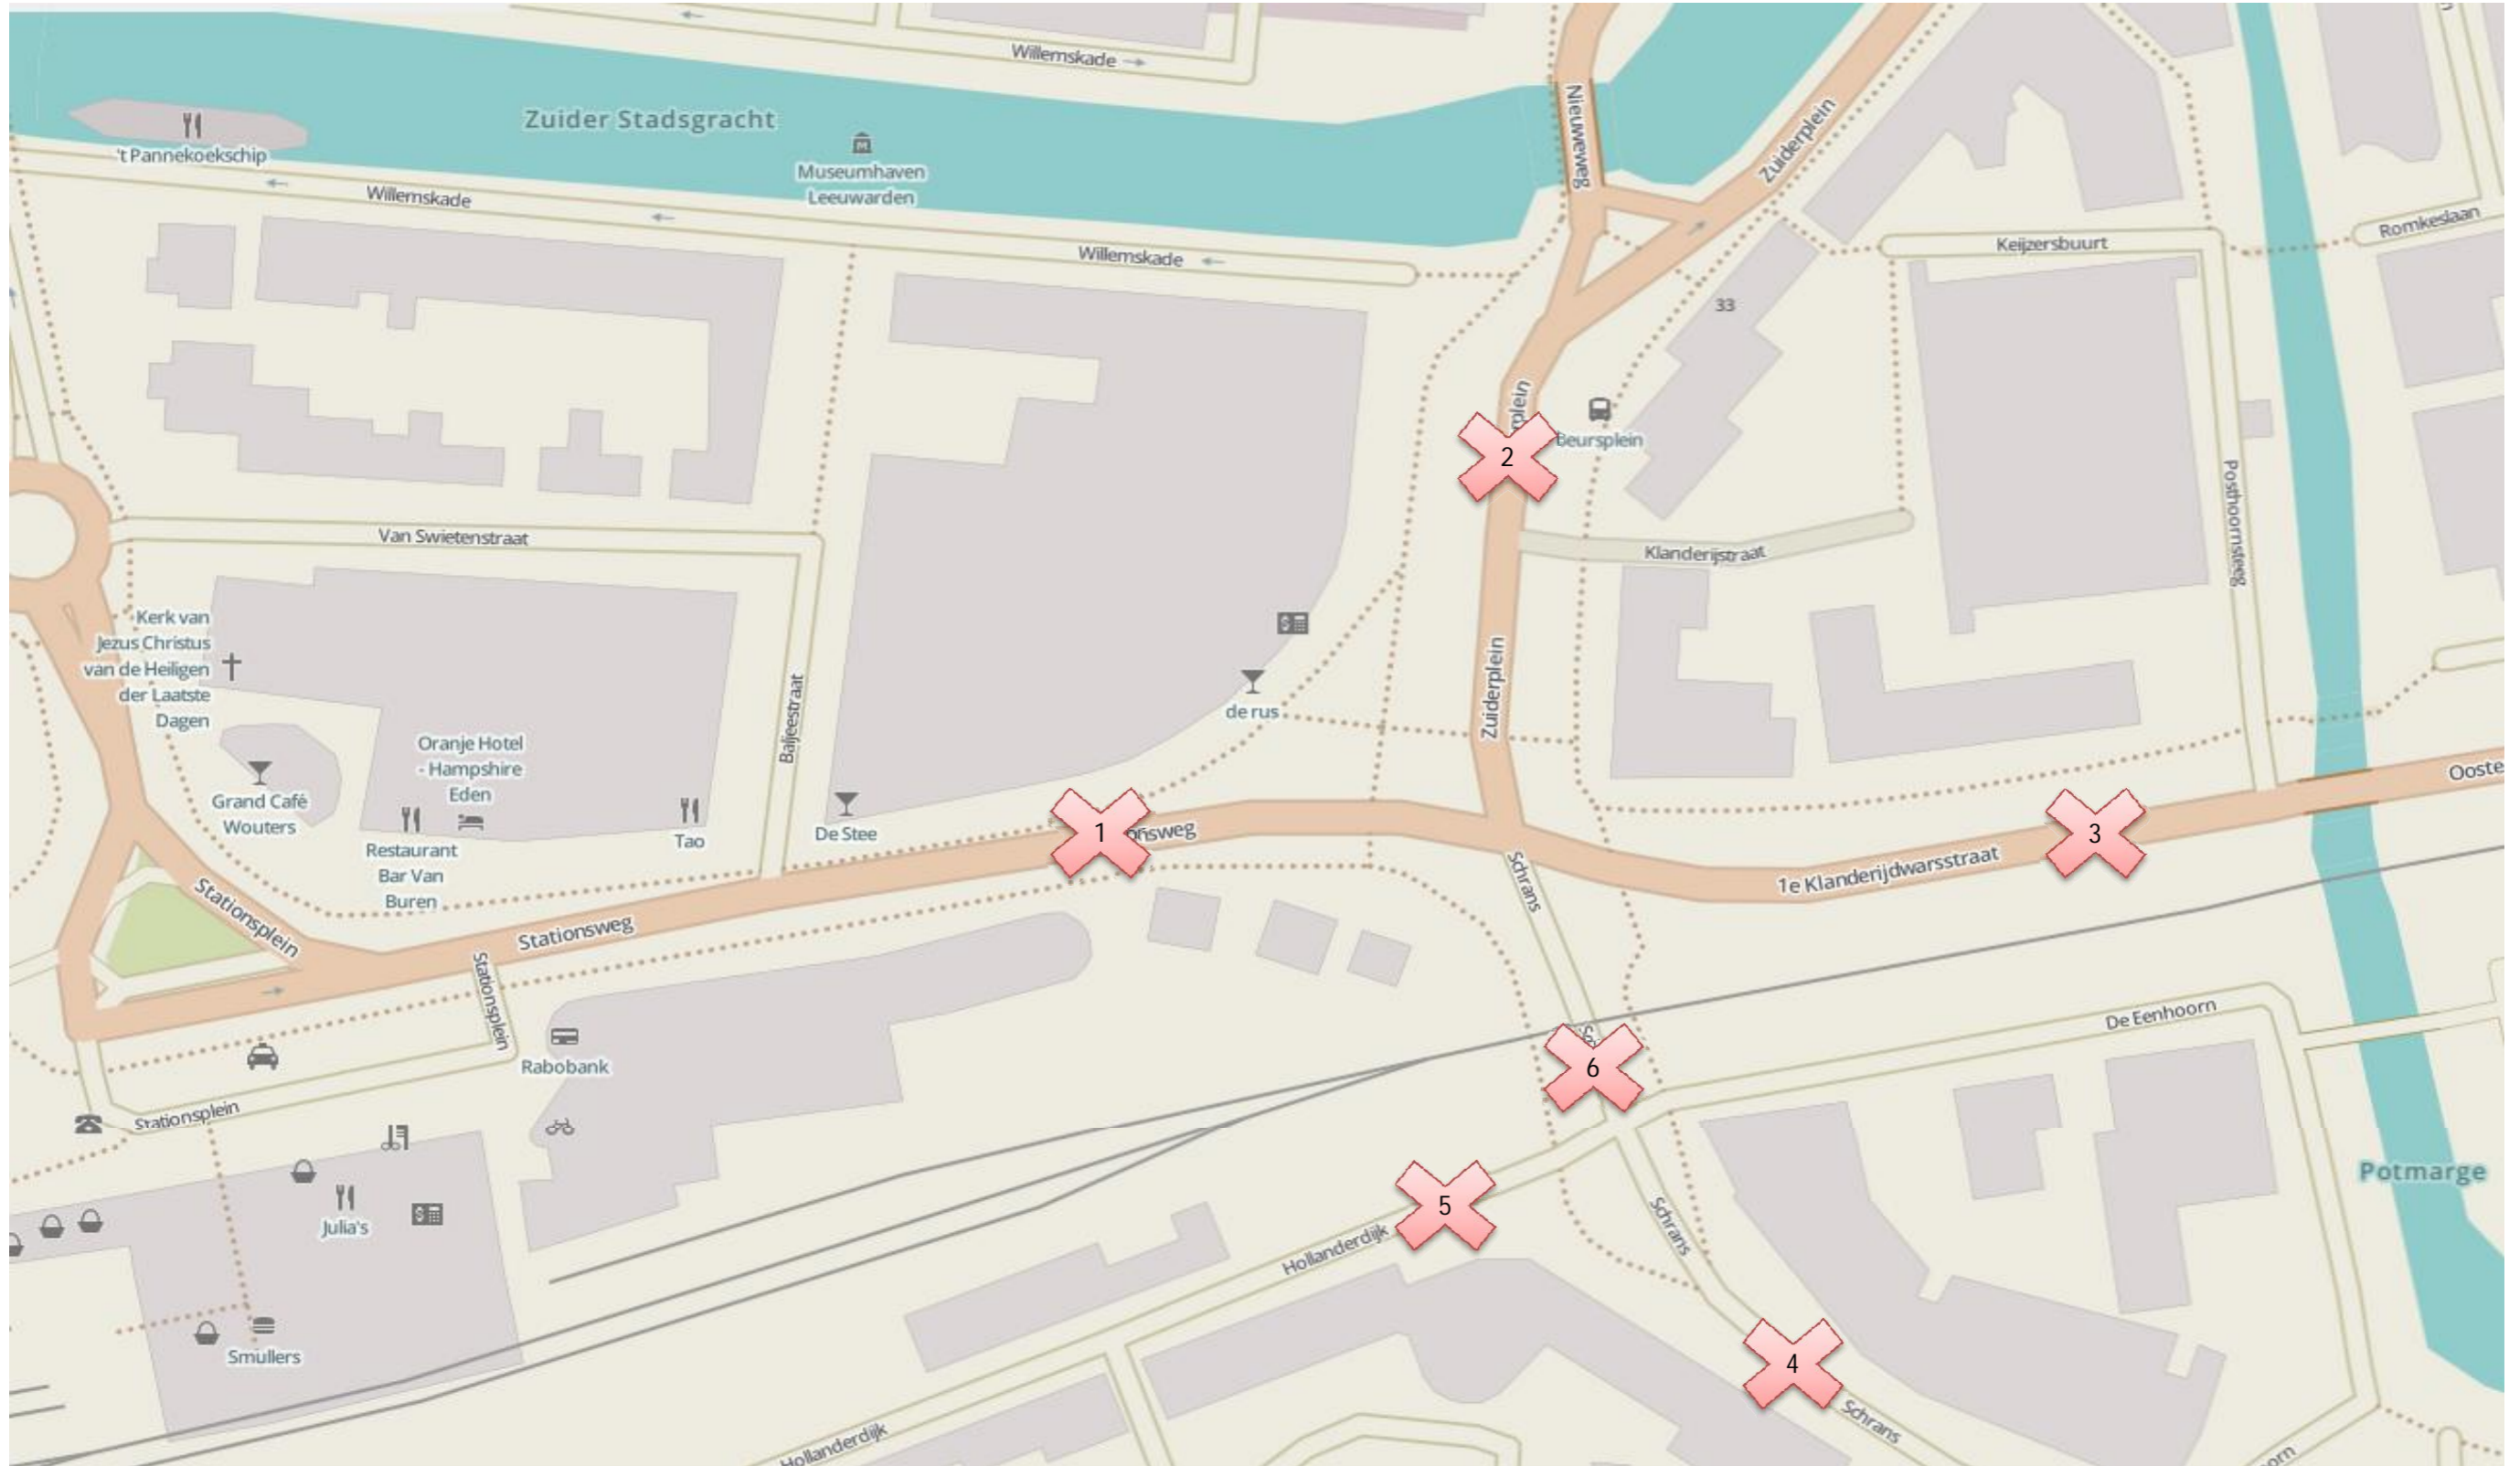 Willemskade
Zuider Stadsgracht
't Pannekoekschip
Museumhaven
Leeuwarden
Nieuweweg
Zuiderplein
Willemskade
Willemskade
Keijzersbuurt
Romkeslaan
33
plein
Beursplein
2
Posthoornsteeg
Van Swietenstraat
Klanderijstraat
Kerk van
Jezus Christus
van de Heiligen
der Laatste
Dagen
Baljeestraat
Zuiderplein
de rus
Oranje Hotel
- Hampshire
Eden
Grand Café
Wouters
Restaurant
Bar Van
Buren
Tao
De Stee
1
onsweg
3
Ooste
1e Klanderijdwarsstraat
Schrans
Stationsplein
Stationsweg
Stationsplein
De Eenhoorn
Rabobank
6
Stationsplein
Potmarge
Julia's
5
Hollanderdijk
Schrans
Smullers
4
Schrans
Hollanderdijk
orn